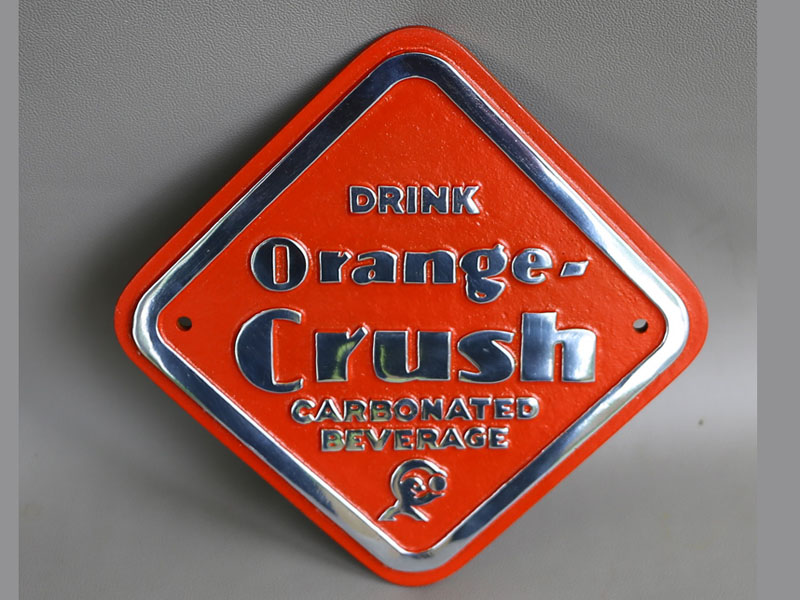 DRINK
Orange-
Crush
CARBONATED
BEVERAGE